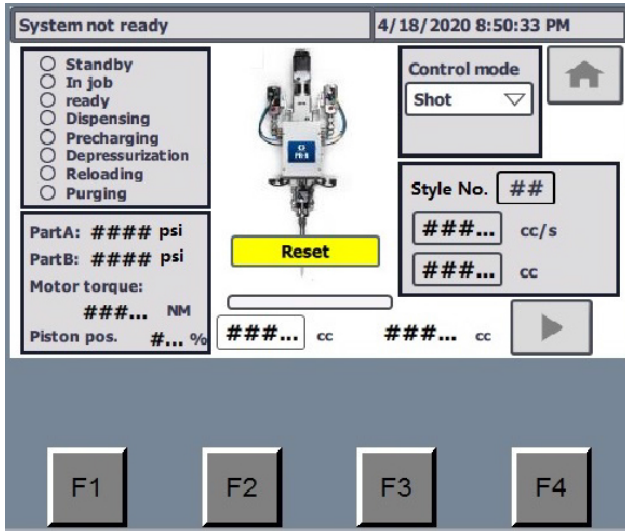 System not ready
4/18/2020 8:50:33 PM
Standby
In job
ready
Dispensing
Precharging
Depressurization
Reloading
Purging
Control mode
Shot
Style No. ##
###... cc/s
###... cc
PartA: #### psi
PartB: #### psi
Motor torque:
###... NM
Piston pos. #... %
Reset
###... cc
###... cc
F1
F2
F3
F4